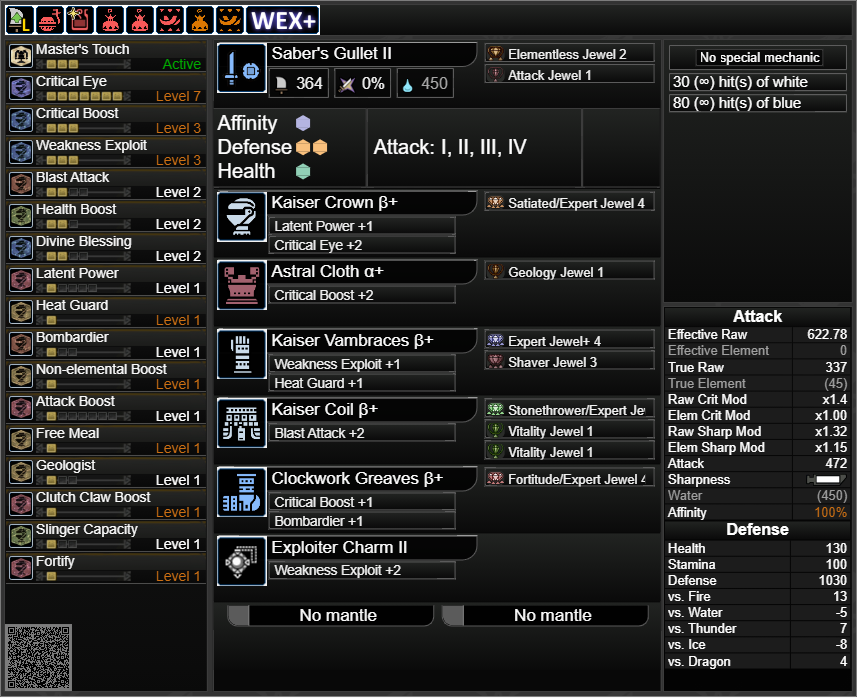 L
WEX+
Master's Touch
Active
Critical Eye
Level 7
Critical Boost
Level 3
Weakness Exploit
Level 3
Blast Attack
Level 2
Health Boost
Level 2
Divine Blessing
Level 2
Latent Power
Level 1
Heat Guard
Level 1
Bombardier
Level 1
Non-elemental Boost
Level 1
Attack Boost
Level 1
Free Meal
Level 1
Geologist
Level 1
Clutch Claw Boost
Level 1
Slinger Capacity
Level 1
Fortify
Level 1
Saber's Gullet II
364 0% 450
Elementless Jewel 2
Attack Jewel 1
Affinity
Defense
Health
Attack: I, II, III, IV
Kaiser Crown β+
Latent Power +1
Critical Eye +2
Satiated/Expert Jewel 4
Astral Cloth α+
Critical Boost +2
Geology Jewel 1
Kaiser Vambraces β+
Weakness Exploit +1
Heat Guard +1
Expert Jewel+ 4
Shaver Jewel 3
Kaiser Coil β+
Blast Attack +2
Stonethrower/Expert Je
Vitality Jewel 1
Vitality Jewel 1
Clockwork Greaves β+
Critical Boost +1
Bombardier +1
Fortitude/Expert Jewel 4
Exploiter Charm II
Weakness Exploit +2
No mantle
No mantle
No special mechanic
30 (∞) hit(s) of white
80 (∞) hit(s) of blue
Attack
Effective Raw 622.78
Effective Element 0
True Raw 337
True Element (45)
Raw Crit Mod x1.4
Elem Crit Mod x1.00
Raw Sharp Mod x1.32
Elem Sharp Mod x1.15
Attack 472
Sharpness
Water (450)
Affinity 100%
Defense
Health 130
Stamina 100
Defense 1030
vs. Fire 13
vs. Water -5
vs. Thunder 7
vs. Ice -8
vs. Dragon 4